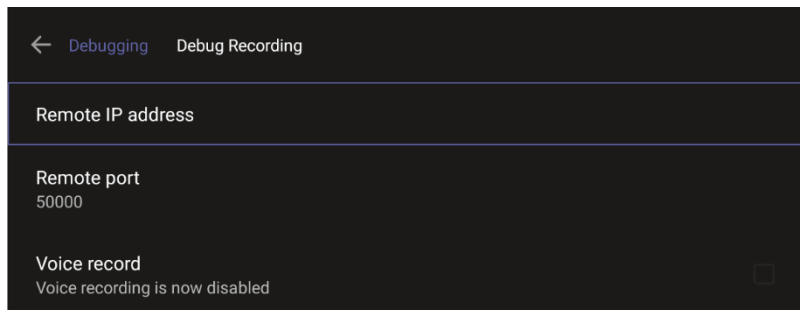 Debugging Debug Recording
Remote IP address
Remote port
50000
Voice record
Voice recording is now disabled